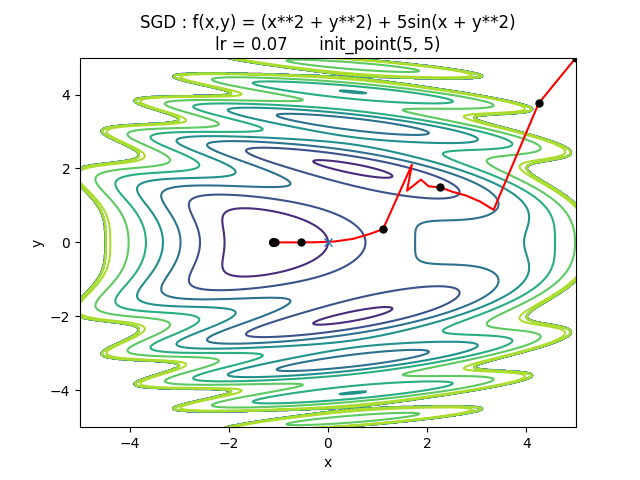 SGD : f(x,y) = (x**2 + y**2) + 5sin(x + y**2)
lr = 0.07 init_point(5, 5)
4
2
0
−2
−4
y
−4 −2 0 2 4
x